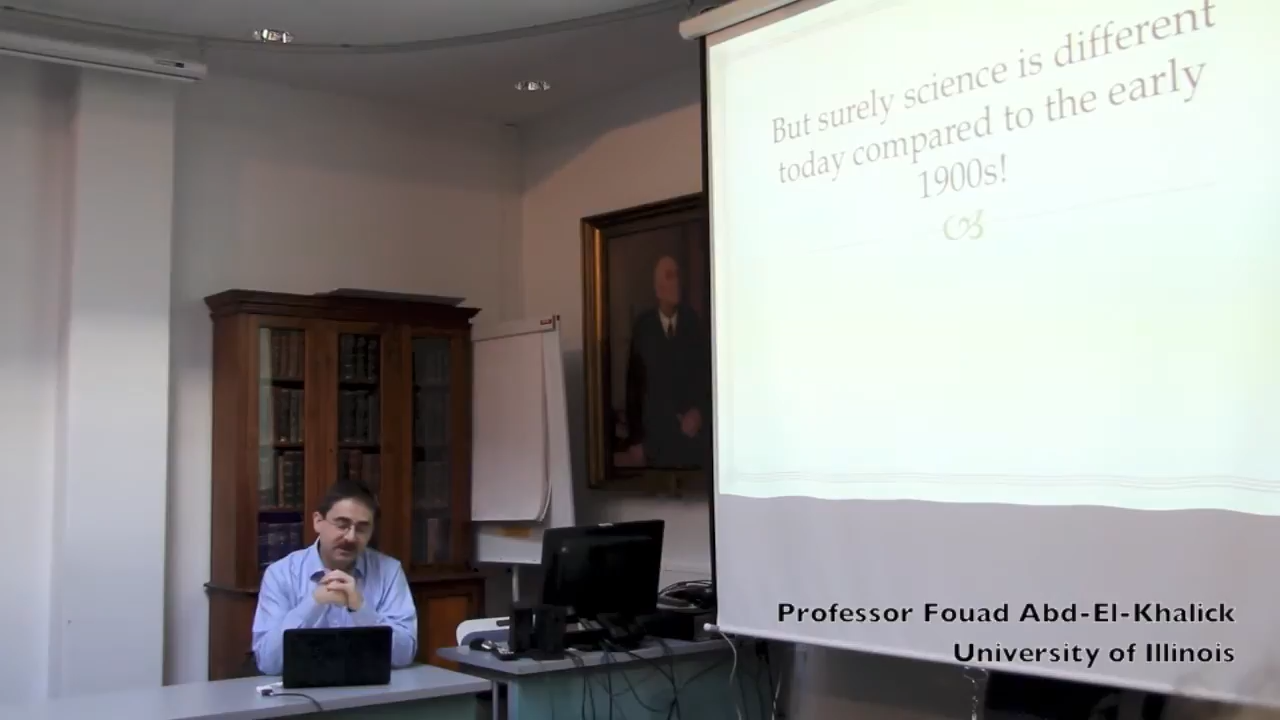 But surely science is different
today compared to the early
1900s!
Professor Fouad Abd-El-Khalick
University of Illinois